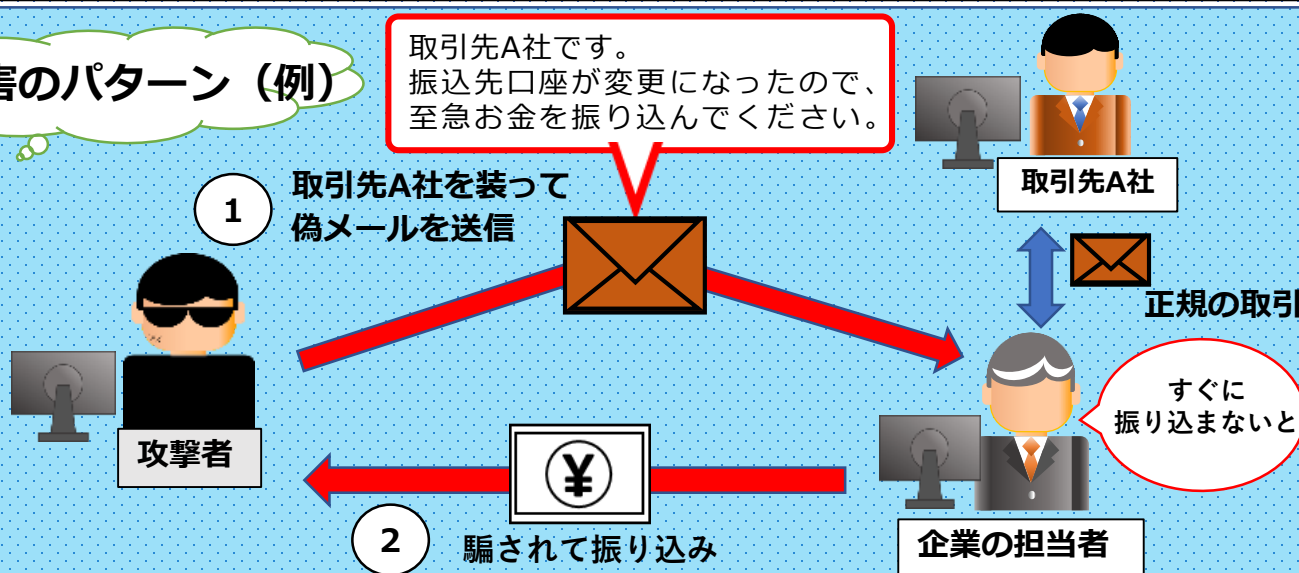 害のパターン（例）
取引先A社です。
振込先口座が変更になったので、
至急お金を振り込んでください。
1
取引先A社を装って
偽メールを送信
取引先A社
正規の取引
すぐに
振り込まないと
攻撃者
¥
2
騙されて振り込み
企業の担当者